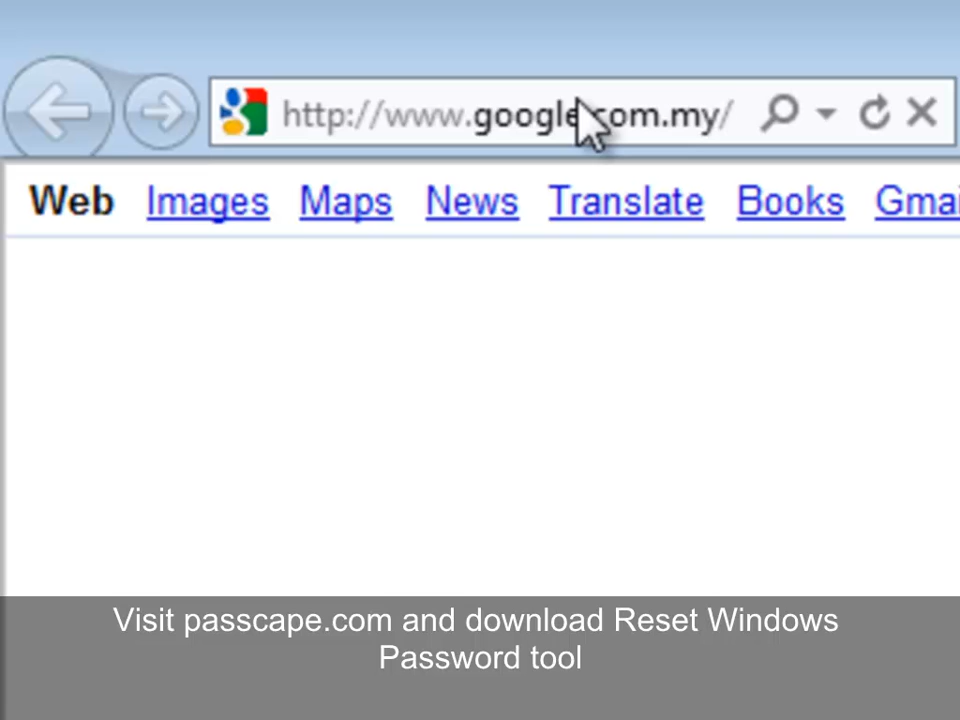 http://www.google.com.my/
Web Images Maps News Translate Books Gmai
Visit passcape.com and download Reset Windows
Password tool